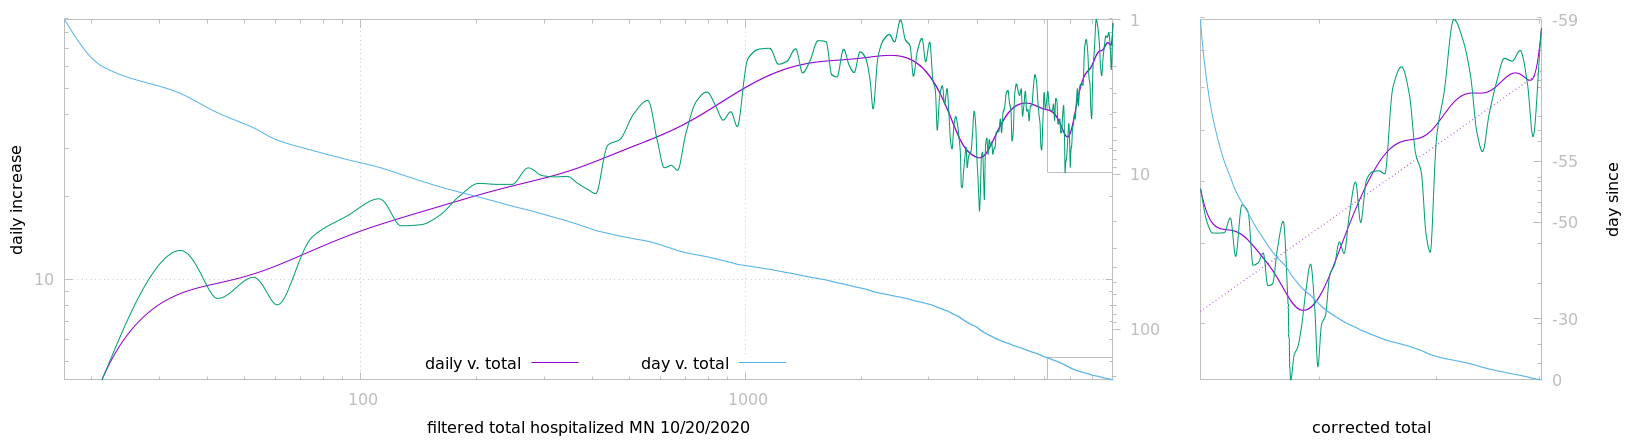 daily increase
10
100
1000
1
10
100
daily v. total
day v. total
filtered total hospitalized MN 10/20/2020
-59
-55
-50
-30
0
day since
corrected total